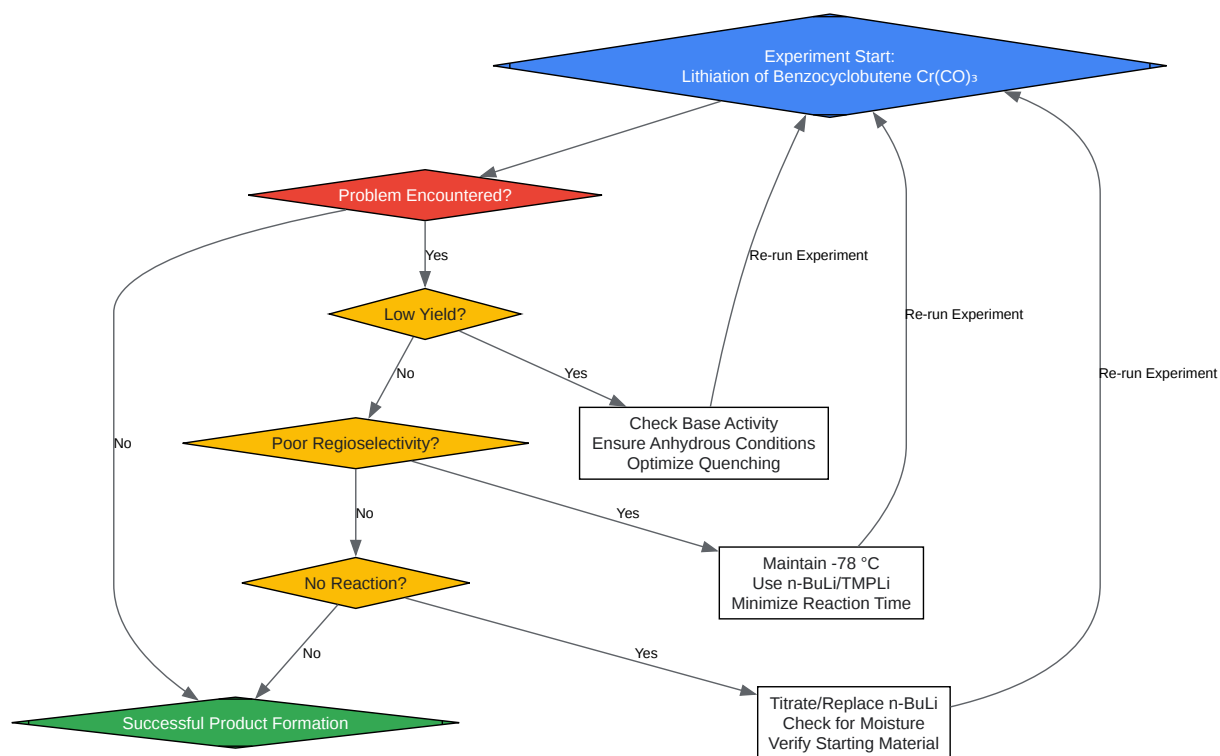 Experiment Start:
Lithiation of Benzocyclobutene Cr(CO)₃
Problem Encountered?
Yes
Re-run Experiment
Low Yield?
Re-run Experiment
No
Yes
Re-run Experiment
Check Base Activity
Ensure Anhydrous Conditions
Optimize Quenching
Poor Regioselectivity?
No
No
Yes
Maintain -78 °C
Use n-BuLi/TMPLi
Minimize Reaction Time
No Reaction?
No
Yes
Titrate/Replace n-BuLi
Check for Moisture
Verify Starting Material
Successful Product Formation